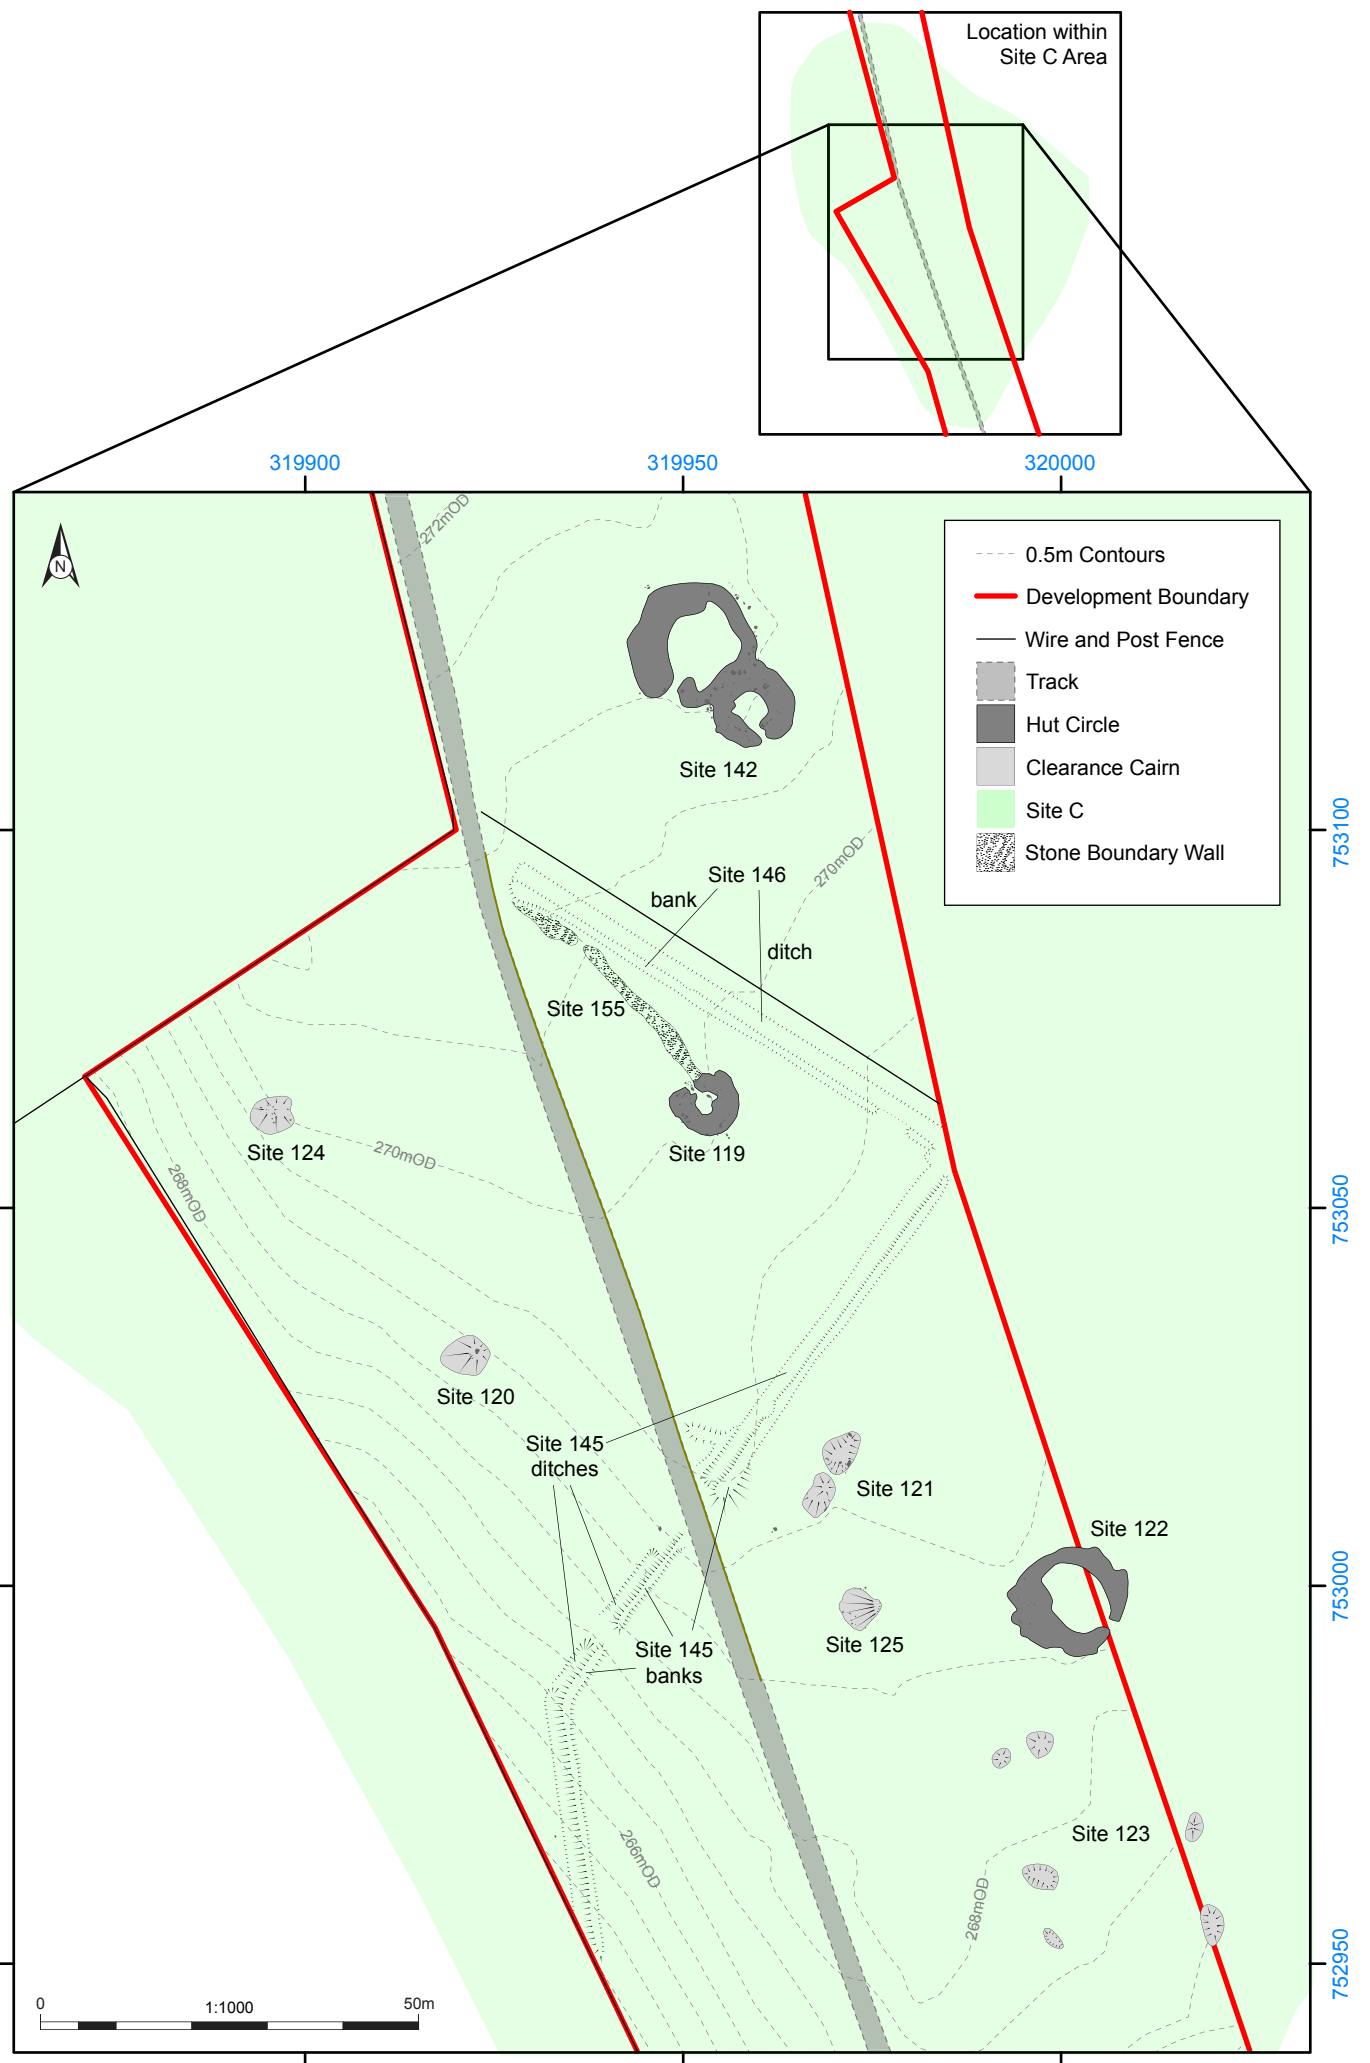 Location within
Site C Area
319900
319950
320000
272mOD
N
0.5m Contours
Development Boundary
Wire and Post Fence
Track
Hut Circle
Clearance Cairn
Site C
Stone Boundary Wall
Site 142
753100
270mOD
Site 146
bank
ditch
Site 155
Site 124
270mOD
Site 119
268mOD
753050
Site 120
Site 145
ditches
Site 121
Site 122
753000
Site 125
Site 145
banks
Site 123
266mOD
268mOD
752950
0
1:1000
50m